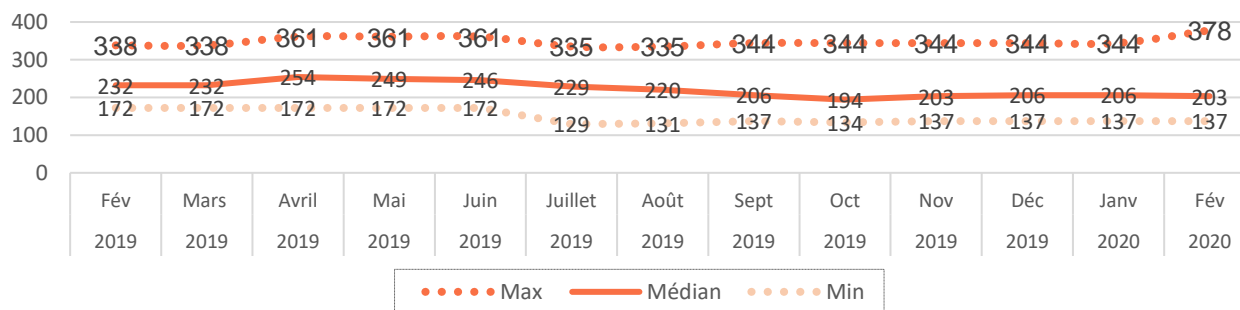 400
300
200
100
0
338 338 361 361 361 335 335 344 344 344 344 344 378
232 232 254 249 246 229 220 206 194 203 206 206 203
172 172 172 172 172 129 131 137 134 137 137 137 137
Fév Mars Avril Mai Juin Juillet Août Sept Oct Nov Déc Janv Fév
2019 2019 2019 2019 2019 2019 2019 2019 2019 2019 2019 2020 2020
Max Médian Min